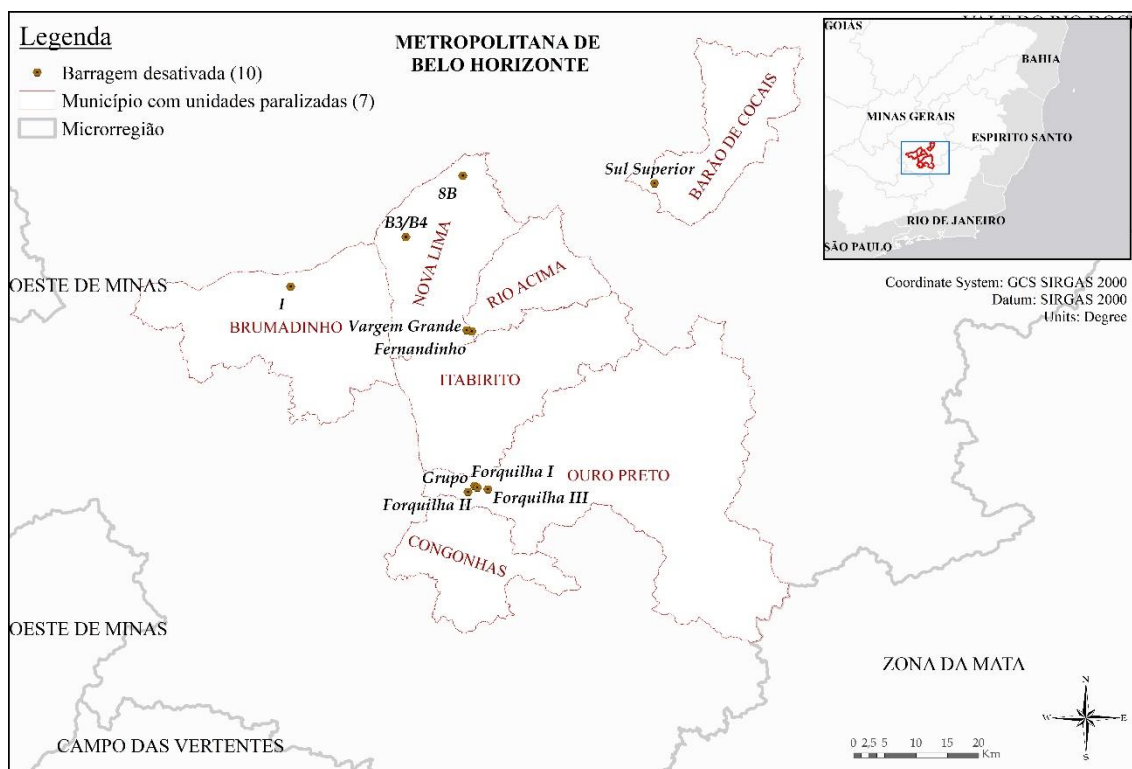 Legenda
Barragem desativada (10)
Município com unidades paralizadas (7)
Microrregião
METROPOLITANA DE
BELO HORIZONTE
GOIÁS
BAHIA
MINAS GERAIS
ESPIRITO SANTO
RIO DE JANEIRO
SÃO PAULO
Coordinate System: GCS SIRGAS 2000
Datum: SIRGAS 2000
Units: Degree
BARÃO DE COCAIS
Sul Superior
8B
B3/B4
NOVA LIMA
RIO ACIMA
OESTE DE MINAS
I
BRUMADINHO
Vargem Grande
Fernandinho
ITABIRITO
Grupo
Forquilha I
OURO PRETO
Forquilha II
Forquilha III
CONGONHAS
OESTE DE MINAS
ZONA DA MATA
CAMPO DAS VERTENTES
N
W
E
S
0 2,5 5 10 15 20
Km